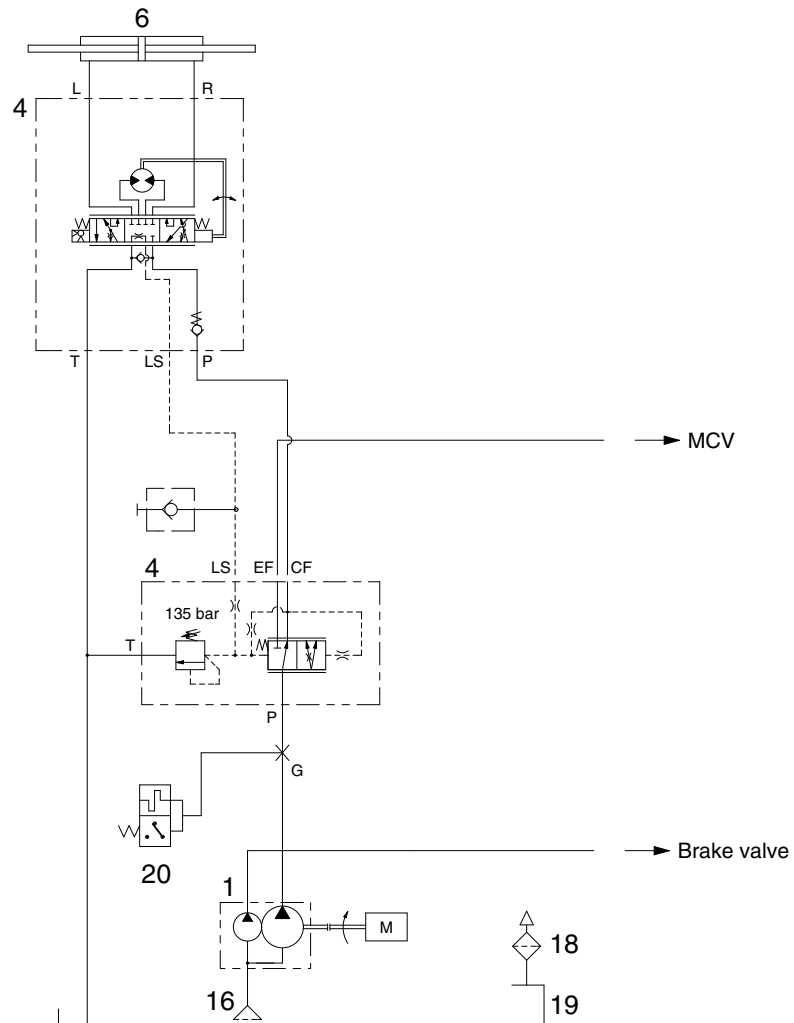 6
L R
4
T LS P
MCV
4 LS EF CF
135 bar
T
P
G
20
Brake valve
1
M
18
16
19